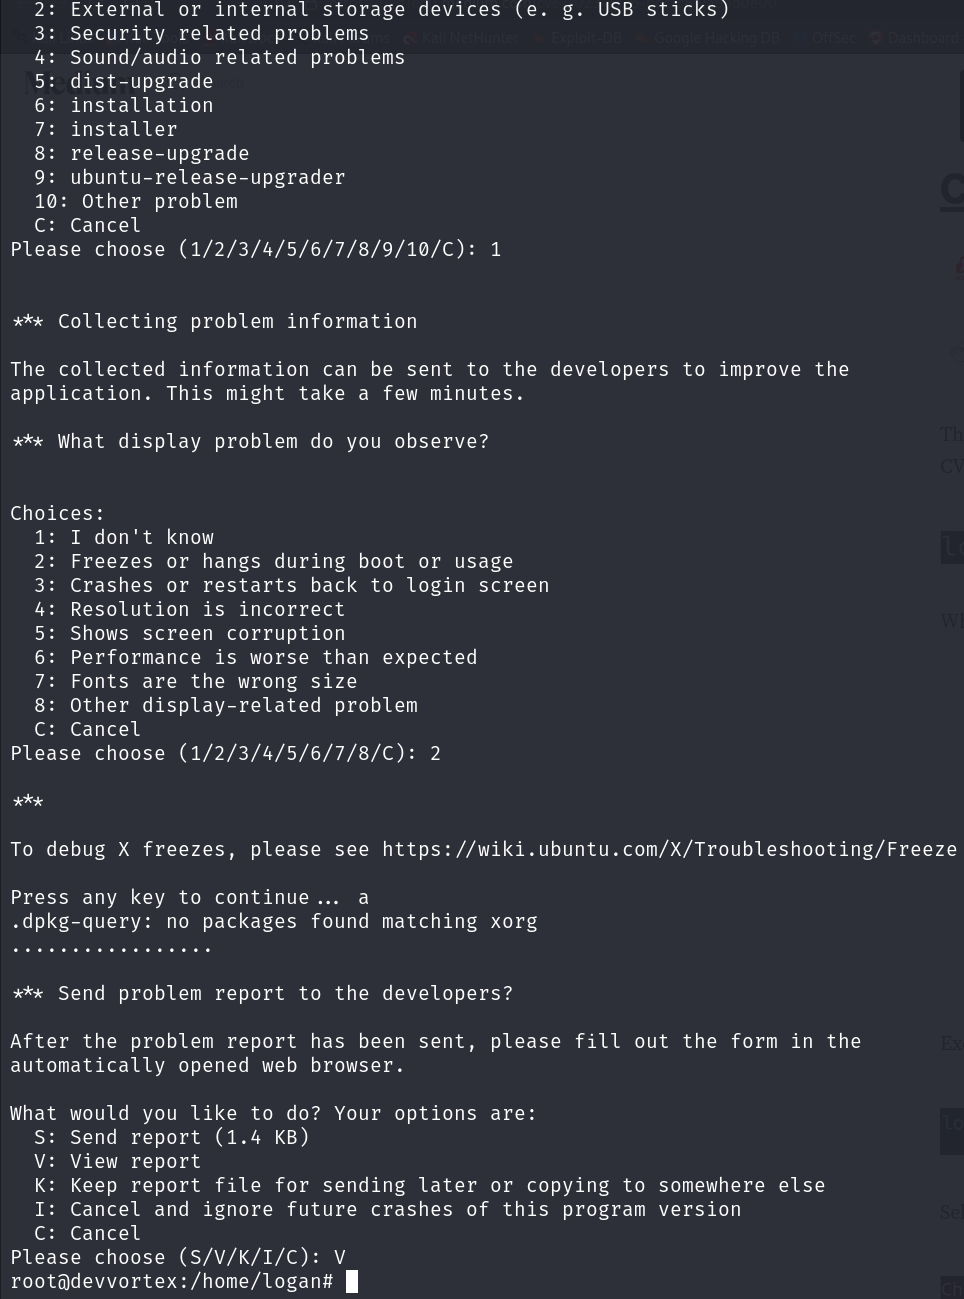 2: External or internal storage devices (e. g. USB sticks)
3: Security related problems
Kali NetHunter Exploit-DB Google Hacking DB OffSec Dashboard
4: Sound/audio related problems
5: dist-upgrade
6: installation
7: installer
8: release-upgrade
9: ubuntu-release-upgrader
10: Other problem
C: Cancel
Please choose (1/2/3/4/5/6/7/8/9/10/C): 1
*** Collecting problem information
The collected information can be sent to the developers to improve the
application. This might take a few minutes.
*** What display problem do you observe?
Choices:
1: I don't know
2: Freezes or hangs during boot or usage
3: Crashes or restarts back to login screen
4: Resolution is incorrect
5: Shows screen corruption
6: Performance is worse than expected
7: Fonts are the wrong size
8: Other display-related problem
C: Cancel
Please choose (1/2/3/4/5/6/7/8/C): 2
***
To debug X freezes, please see https://wiki.ubuntu.com/X/Troubleshooting/Freeze
Press any key to continue... a
.dpkg-query: no packages found matching xorg
.................
*** Send problem report to the developers?
After the problem report has been sent, please fill out the form in the
automatically opened web browser.
What would you like to do? Your options are:
S: Send report (1.4 KB)
V: View report
K: Keep report file for sending later or copying to somewhere else
I: Cancel and ignore future crashes of this program version
C: Cancel
Please choose (S/V/K/I/C): V
root@devvortex:/home/logan#